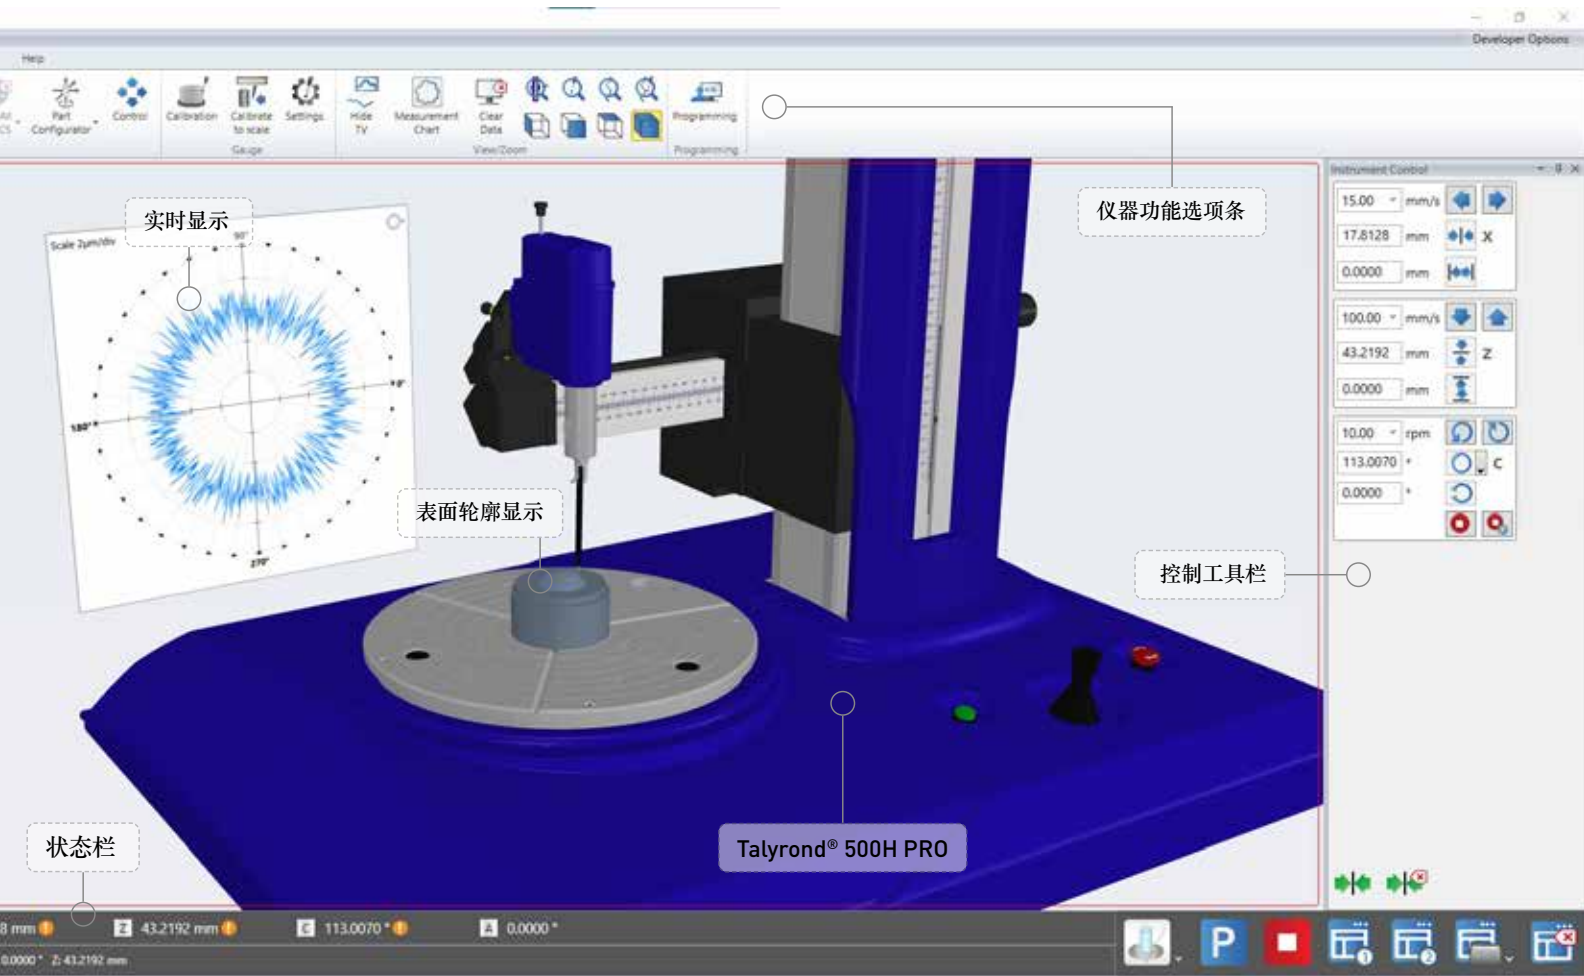 Developer Options
Help
Part
Configurator
Control
Calibration
Calibrate
to scale
Settings
Gauge
Hide
TV
Measurement
Chart
Clear
Data
View/Zoom
Programming
Programming
仪器功能选项条
实时显示
Scale 2µm/div
90°
0°
180°
270°
表面轮廓显示
Instrument Control
15.00 mm/s
17.8128 mm X
0.0000 mm
100.00 mm/s
43.2192 mm Z
0.0000 mm
10.00 rpm
113.0070 ° C
0.0000 °
控制工具栏
Talyrond® 500H PRO
状态栏
8 mm
Z 43.2192 mm
C 113.0070 °
A 0.0000 °
0.0000 ° Z: 43.2192 mm
P
1
2